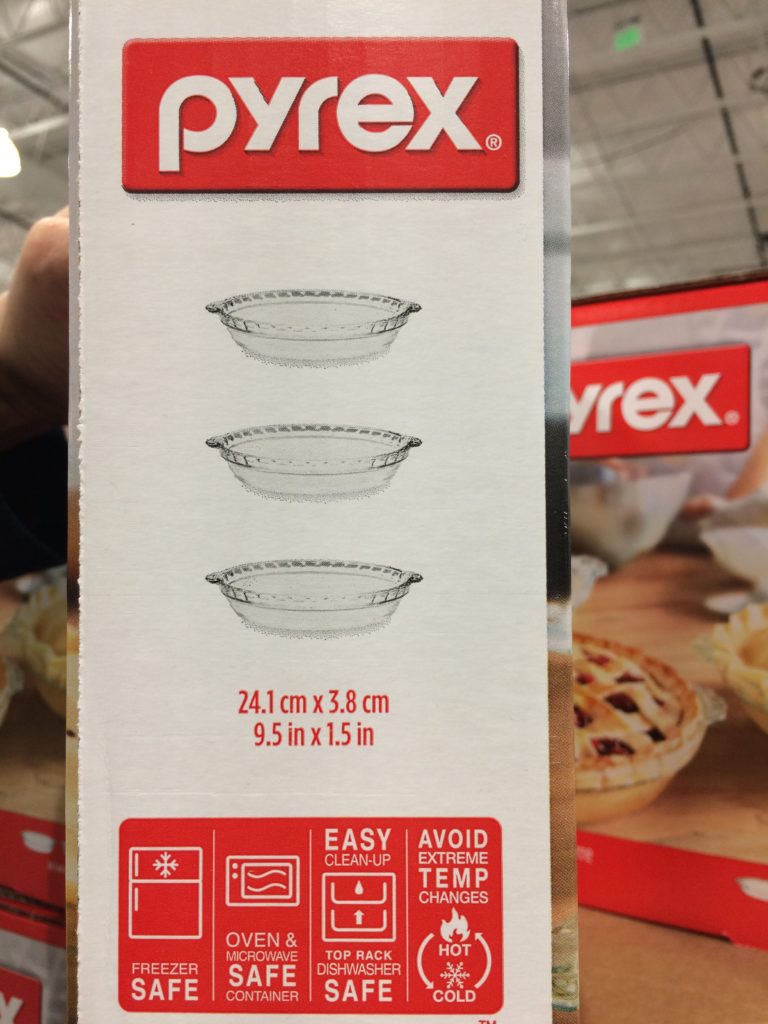 pyrex®
24.1 cm x 3.8 cm
9.5 in x 1.5 in
FREEZER
SAFE
OVEN &
MICROWAVE
SAFE
CONTAINER
EASY
CLEAN-UP
TOP RACK
DISHWASHER
SAFE
AVOID
EXTREME
TEMP
CHANGES
HOT
COLD
TM
yrex®
x